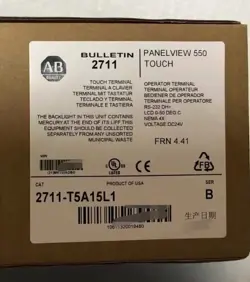 AB
BULLETIN
2711
PANELVIEW 550
TOUCH
TOUCH TERMINAL
TERMINAL A CLAVIER
TERMINAL MIT TASTATUR
TECLADO Y TERMINAL
TERMINALE E TASTIERA
OPERATOR TERMINAL
TERMINAL OPERATEUR
BEDIENER OF TERMINAL
TERMINALE PER OPERATORE
RS-232 DH+
LCD 0-55 DEG.C
NEMA 4X
VOLTAGE DC24V
THE BACKLIGHT IN THIS UNIT CONTAINS
MERCURY AT THE END OF ITS LIFE THIS
EQUIPMENT SHOULD BE COLLECTED
SEPARATELY FROM ANY UNSORTED
MUNICIPAL WASTE
FRN 4.41
CAT
PRODUCT OF USA
SER
2711-T5A15L1
B
生产日期